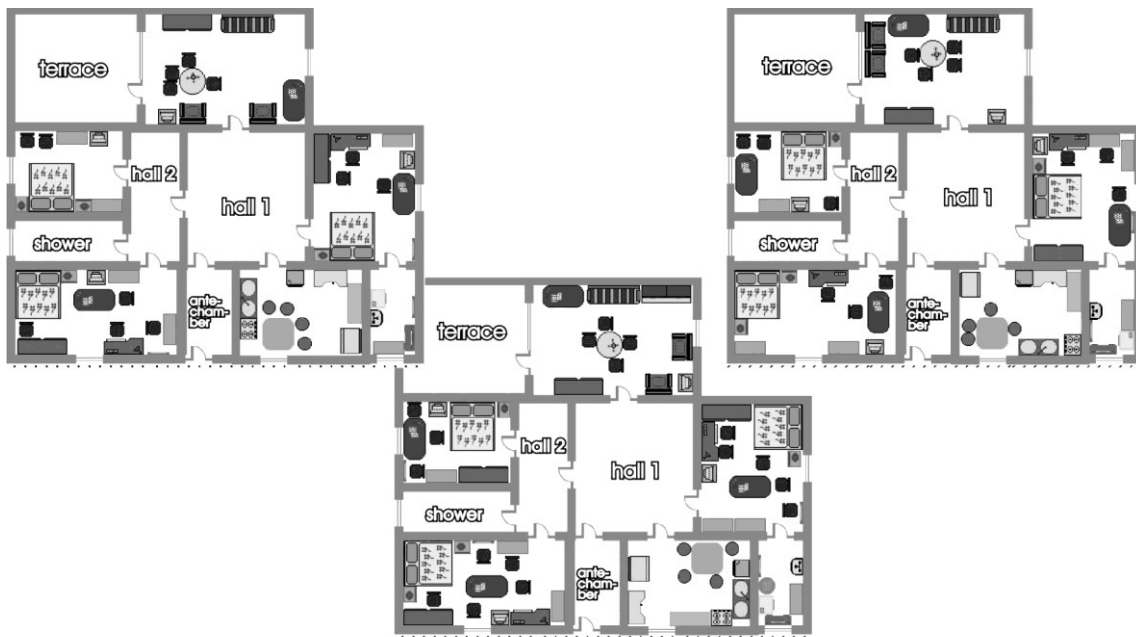 terrace
hall 2
hall 1
shower
ante-
cham-
ber
terrace
hall 2
hall 1
shower
ante-
cham-
ber
terrace
hall 2
hall 1
shower
ante-
cham-
ber